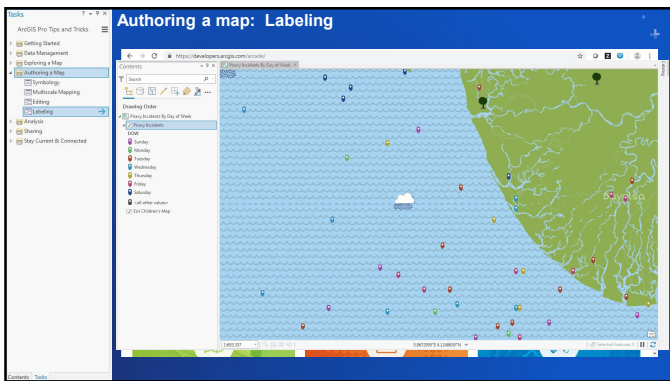 Tasks
ArcGIS Pro Tips and Tricks
Getting Started
Data Management
Exploring a Map
Authoring a Map
Symbology
Multiscale Mapping
Editing
Labeling
Analysis
Sharing
Stay Current & Connected
Contents Tasks
Authoring a map: Labeling
https://developers.arcgis.com/arcade/
Contents
Search
Drawing Order
Piracy Incidents By Day of Week
Piracy Incidents
DOW
Sunday
Monday
Tuesday
Wednesday
Thursday
Friday
Saturday
<all other values>
Esri Children's Map
Piracy Incidents By Day of Week
Bayelsa
Catalog
Selected Features: 0